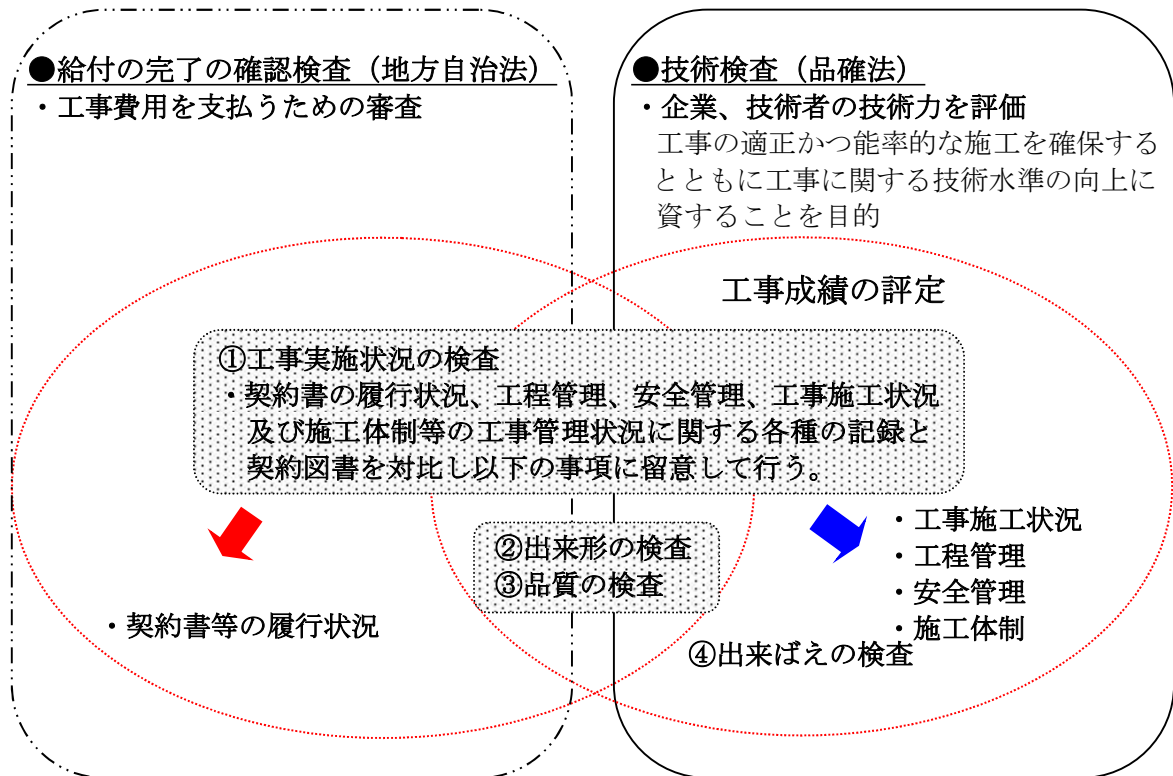 ●給付の完了の確認検査（地方自治法）
・工事費用を支払うための審査
●技術検査（品確法）
・企業、技術者の技術力を評価
工事の適正かつ能率的な施工を確保する
とともに工事に関する技術水準の向上に
資することを目的
工事成績の評定
①工事実施状況の検査
・契約書の履行状況、工程管理、安全管理、工事施工状況
及び施工体制等の工事管理状況に関する各種の記録と
契約図書を対比し以下の事項に留意して行う。
②出来形の検査
③品質の検査
・契約書等の履行状況
・工事施工状況
・工程管理
・安全管理
・施工体制
④出来ばえの検査